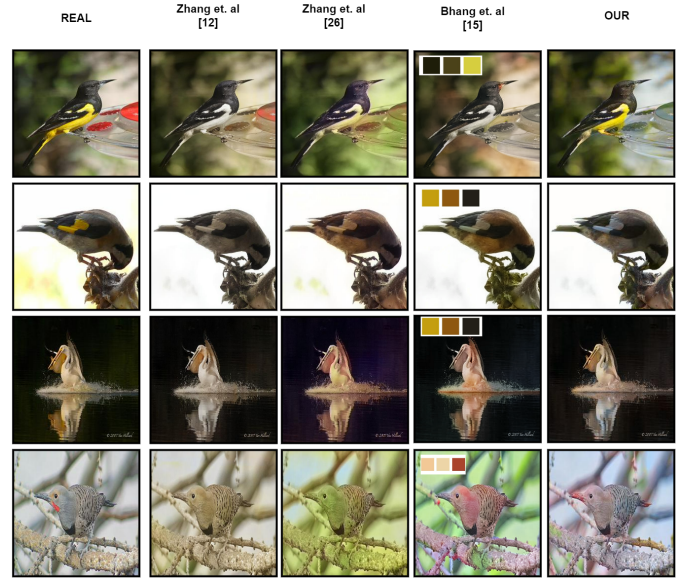 REAL
Zhang et. al
[12]
Zhang et. al
[26]
Bhang et. al
[15]
OUR